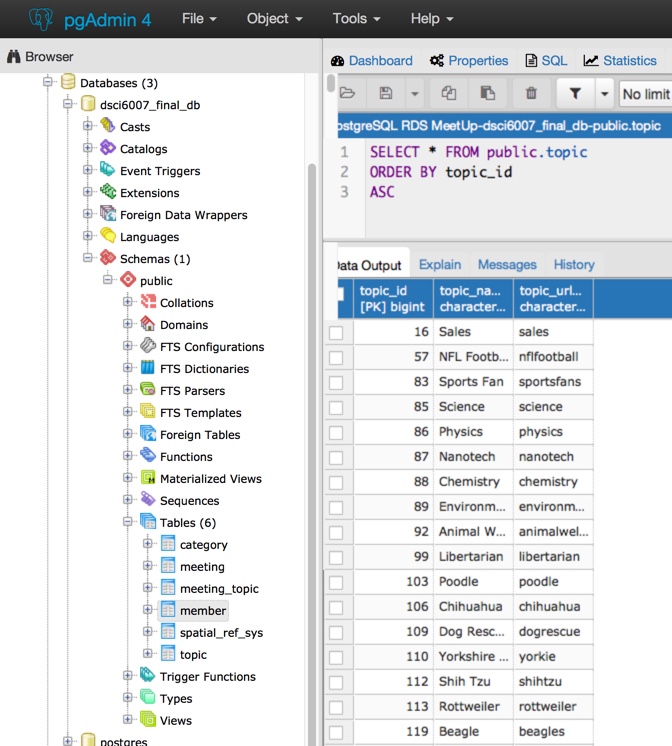 pgAdmin 4
File
Object
Tools
Help
Browser
Databases (3)
dsci6007_final_db
Casts
Catalogs
Event Triggers
Extensions
Foreign Data Wrappers
Languages
Schemas (1)
public
Collations
Domains
FTS Configurations
FTS Dictionaries
FTS Parsers
FTS Templates
Foreign Tables
Functions
Materialized Views
Sequences
Tables (6)
category
meeting
meeting_topic
member
spatial_ref_sys
topic
Trigger Functions
Types
Views
postgres
Dashboard Properties SQL Statistics
No limit
ostgreSQL RDS MeetUp-dsci6007_final_db-public.topic
1 SELECT * FROM public.topic
2 ORDER BY topic_id
3 ASC
ata Output Explain Messages History
topic_id topic_na... topic_url...
[PK] bigint character... character...
16 Sales sales
57 NFL Footb... nflfootball
83 Sports Fan sportsfans
85 Science science
86 Physics physics
87 Nanotech nanotech
88 Chemistry chemistry
89 Environm... environm...
92 Animal W... animalwel...
99 Libertarian libertarian
103 Poodle poodle
106 Chihuahua chihuahua
109 Dog Resc... dogrescue
110 Yorkshire ... yorkie
112 Shih Tzu shihtzu
113 Rottweiler rottweiler
119 Beagle beagles